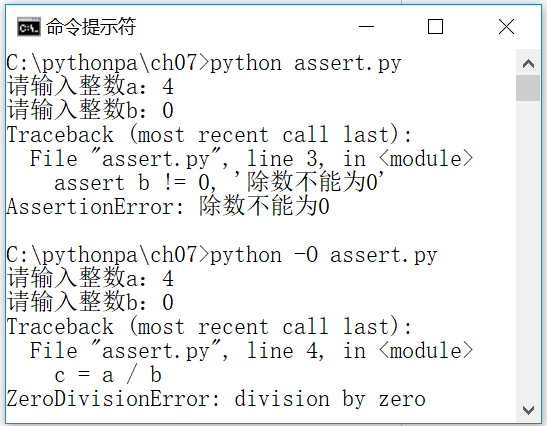 命令提示符
C:\pythonpa\ch07>python assert.py
请输入整数a：4
请输入整数b：0
Traceback (most recent call last):
  File "assert.py", line 3, in <module>
    assert b != 0, '除数不能为0'
AssertionError: 除数不能为0

C:\pythonpa\ch07>python -O assert.py
请输入整数a：4
请输入整数b：0
Traceback (most recent call last):
  File "assert.py", line 4, in <module>
    c = a / b
ZeroDivisionError: division by zero